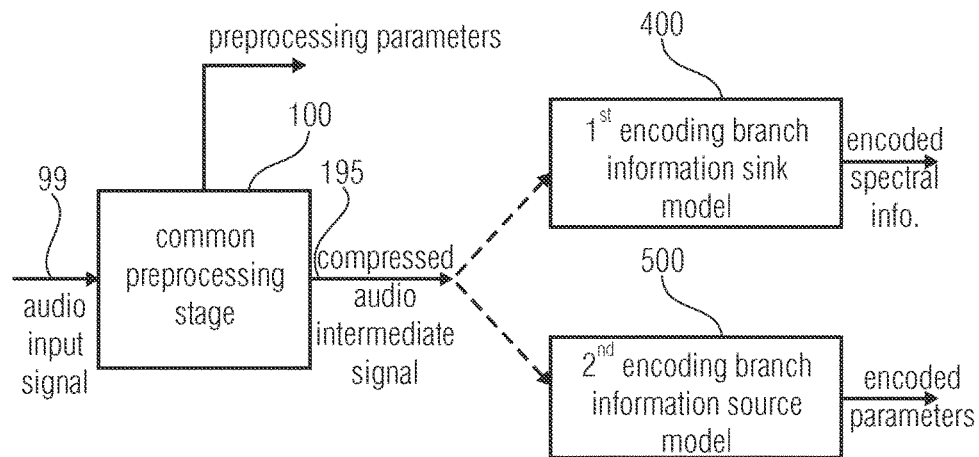 preprocessing parameters
100
99
195
common
preprocessing
stage
audio
input
signal
compressed
audio
intermediate
signal
400
1st encoding branch
information sink
model
encoded
spectral
info.
500
2nd encoding branch
information source
model
encoded
parameters